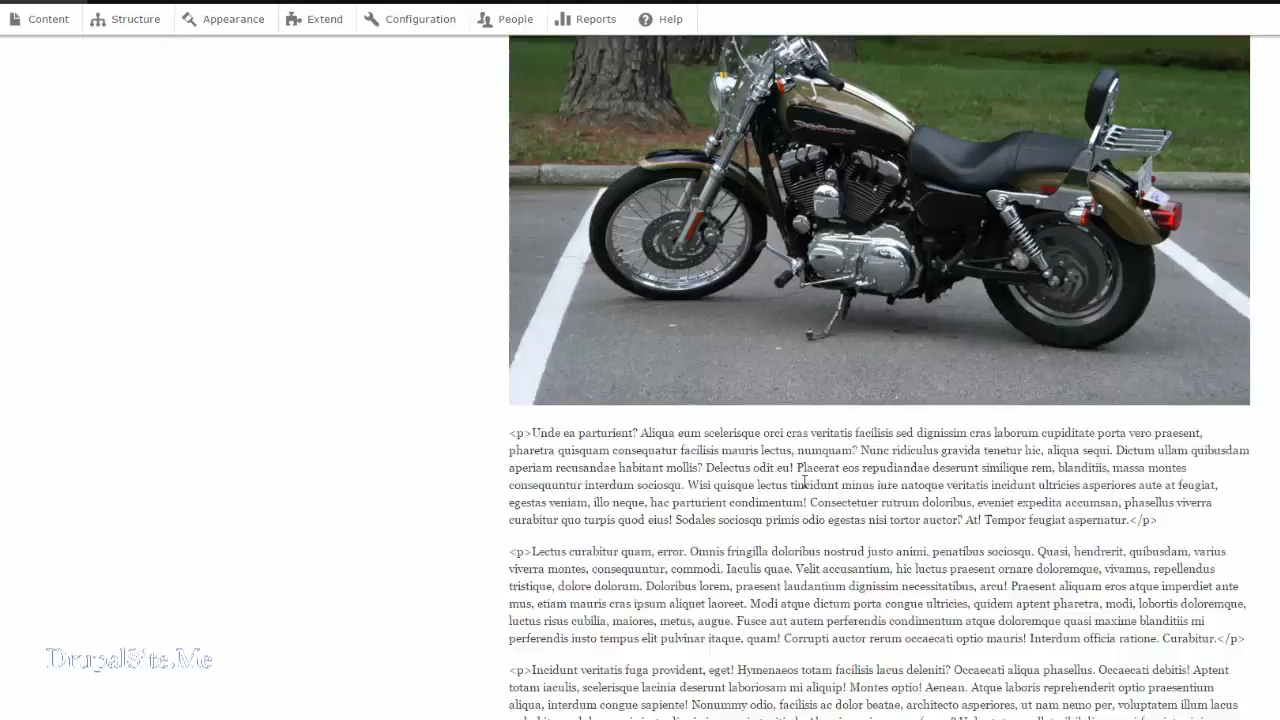 Content Structure Appearance Extend Configuration People Reports Help
<p>Unde ea parturient? Aliqua eum scelerisque orci cras veritatis facilisis sed dignissim cras laborum cupiditate porta vero praesent,
pharetra quisquam consequatur facilisis mauris lectus, numquam? Nunc ridiculus gravida tenetur hic, aliqua sequi. Dictum ullam quibusdam
aperiam recusandae habitant mollis? Delectus odit eu! Placerat eos repudiandae deserunt similique rem, blanditiis, massa montes
consequuntur interdum sociosqu. Wisi quisque lectus tincidunt minus iure natoque veritatis incidunt ultricies asperiores aute at feugiat,
egestas veniam, illo neque, hac parturient condimentum! Consectetuer rutrum doloribus, eveniet expedita accumsan, phasellus viverra
curabitur quo turpis quod eius! Sodales sociosqu primis odio egestas nisi tortor auctor? At! Tempor feugiat aspernatur.</p>
<p>Lectus curabitur quam, error. Omnis fringilla doloribus nostrud justo animi, penatibus sociosqu. Quasi, hendrerit, quibusdam, varius
viverra montes, consequuntur, commodi. Iaculis quae. Velit accusantium, hic luctus praesent ornare doloremque, vivamus, repellendus
tristique, dolore dolorum. Doloribus lorem, praesent laudantium dignissim necessitatibus, arcu! Praesent aliquam eros atque imperdiet ante
mus, etiam mauris cras ipsum aliquet laoreet. Modi atque dictum porta congue ultricies, quidem aptent pharetra, modi, lobortis doloremque,
luctus risus cubilia, maiores, metus, augue. Fusce aut autem perferendis condimentum atque doloremque quasi maxime blanditiis mi
perferendis iusto tempus elit pulvinar itaque, quam! Corrupti auctor rerum occaecati optio mauris! Interdum officia ratione. Curabitur.</p>
DrupalSite.Me
<p>Incidunt veritatis fuga provident, eget! Hymenaeos totam facilisis lacus deleniti? Occaecati aliqua phasellus. Occaecati debitis! Aptent
totam iaculis, scelerisque lacinia deserunt laboriosam mi aliquip! Montes optio! Aenean. Atque laboris reprehenderit optio praesentium
aliqua, interdum congue sapiente! Nonummy odio, facilisis ac dolor beatae, architecto asperiores, ut nam nemo per, voluptatem illum lacus